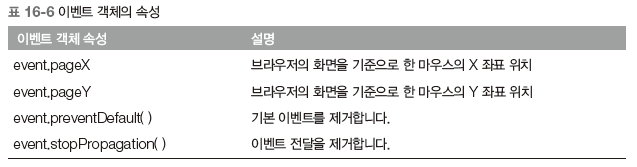 표 16-6 이벤트 객체의 속성
이벤트 객체 속성 설명
event.pageX 브라우저의 화면을 기준으로 한 마우스의 X 좌표 위치
event.pageY 브라우저의 화면을 기준으로 한 마우스의 Y 좌표 위치
event.preventDefault( ) 기본 이벤트를 제거합니다.
event.stopPropagation( ) 이벤트 전달을 제거합니다.